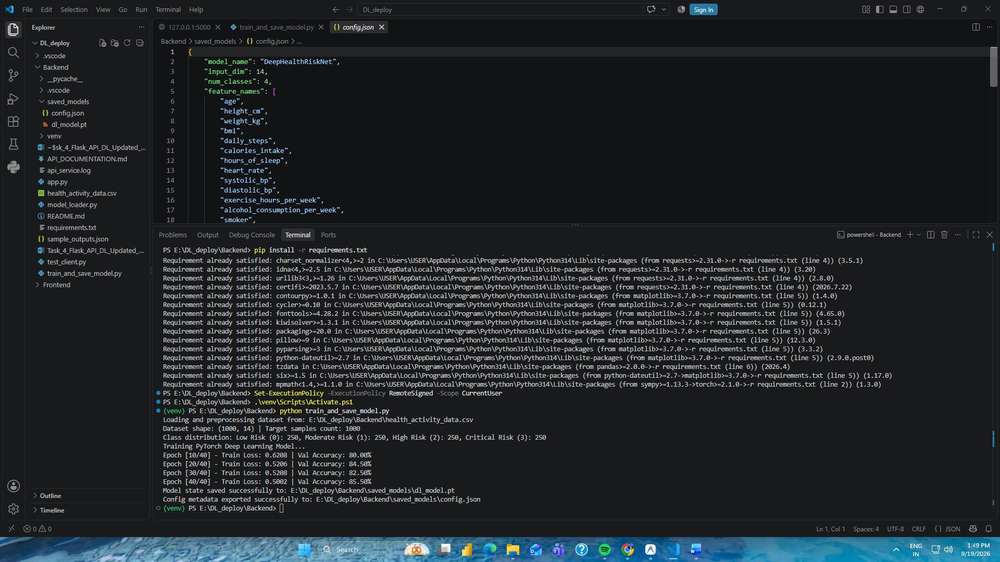 File Edit Selection View Go Run Terminal Help
DL_deploy
Sign In
Explorer
DL_deploy
.vscode
Backend
__pycache__
.vscode
saved_models
config.json
dl_model.pt
venv
~$sk_4_Flask_API_DL_Updated_...
API_DOCUMENTATION.md
api_service.log
app.py
health_activity_data.csv
model_loader.py
README.md
requirements.txt
sample_outputs.json
Task_4_Flask_API_DL_Updated_...
test_client.py
train_and_save_model.py
Frontend
Outline
Timeline
127.0.0.1:5000 train_and_save_model.py {} config.json
Backend > saved_models > {} config.json > ...
1 {
2 "model_name": "DeepHealthRiskNet",
3 "input_dim": 14,
4 "num_classes": 4,
5 "feature_names": [
6 "age",
7 "height_cm",
8 "weight_kg",
9 "bmi",
10 "daily_steps",
11 "calories_intake",
12 "hours_of_sleep",
13 "heart_rate",
14 "systolic_bp",
15 "diastolic_bp",
16 "exercise_hours_per_week",
17 "alcohol_consumption_per_week",
18 "smoker",
Problems Output Debug Console Terminal Ports
powershell - Backend
PS E:\DL_deploy\Backend> pip install -r requirements.txt
Requirement already satisfied: charset_normalizer<4,>=2 in C:\Users\USER\AppData\Local\Programs\Python\Python314\Lib\site-packages (from requests>=2.31.0->-r requirements.txt (line 4)) (3.5.1)
Requirement already satisfied: idna<4,>=2.5 in C:\Users\USER\AppData\Local\Programs\Python\Python314\Lib\site-packages (from requests>=2.31.0->-r requirements.txt (line 4)) (3.20)
Requirement already satisfied: urllib3<3,>=1.26 in C:\Users\USER\AppData\Local\Programs\Python\Python314\Lib\site-packages (from requests>=2.31.0->-r requirements.txt (line 4)) (2.8.0)
Requirement already satisfied: certifi>=2023.5.7 in C:\Users\USER\AppData\Local\Programs\Python\Python314\Lib\site-packages (from requests>=2.31.0->-r requirements.txt (line 4)) (2026.7.22)
Requirement already satisfied: contourpy>=1.0.1 in C:\Users\USER\AppData\Local\Programs\Python\Python314\Lib\site-packages (from matplotlib>=3.7.0->-r requirements.txt (line 5)) (1.4.0)
Requirement already satisfied: cycler>=0.10 in C:\Users\USER\AppData\Local\Programs\Python\Python314\Lib\site-packages (from matplotlib>=3.7.0->-r requirements.txt (line 5)) (0.12.1)
Requirement already satisfied: fonttools>=4.28.2 in C:\Users\USER\AppData\Local\Programs\Python\Python314\Lib\site-packages (from matplotlib>=3.7.0->-r requirements.txt (line 5)) (4.65.0)
Requirement already satisfied: kiwisolver>=1.3.1 in C:\Users\USER\AppData\Local\Programs\Python\Python314\Lib\site-packages (from matplotlib>=3.7.0->-r requirements.txt (line 5)) (1.5.1)
Requirement already satisfied: packaging>=20.0 in C:\Users\USER\AppData\Local\Programs\Python\Python314\Lib\site-packages (from matplotlib>=3.7.0->-r requirements.txt (line 5)) (26.3)
Requirement already satisfied: pillow>=9 in C:\Users\USER\AppData\Local\Programs\Python\Python314\Lib\site-packages (from matplotlib>=3.7.0->-r requirements.txt (line 5)) (12.3.0)
Requirement already satisfied: pyparsing>=3 in C:\Users\USER\AppData\Local\Programs\Python\Python314\Lib\site-packages (from matplotlib>=3.7.0->-r requirements.txt (line 5)) (3.3.2)
Requirement already satisfied: python-dateutil>=2.7 in C:\Users\USER\AppData\Local\Programs\Python\Python314\Lib\site-packages (from matplotlib>=3.7.0->-r requirements.txt (line 5)) (2.9.0.post0)
Requirement already satisfied: tzdata in C:\Users\USER\AppData\Local\Programs\Python\Python314\Lib\site-packages (from pandas>=2.0.0->-r requirements.txt (line 6)) (2026.4)
Requirement already satisfied: six>=1.5 in C:\Users\USER\AppData\Local\Programs\Python\Python314\Lib\site-packages (from python-dateutil>=2.7->matplotlib>=3.7.0->-r requirements.txt (line 5)) (1.17.0)
Requirement already satisfied: mpmath<1.4,>=1.1.0 in C:\Users\USER\AppData\Local\Programs\Python\Python314\Lib\site-packages (from sympy>=1.13.3->torch>=2.1.0->-r requirements.txt (line 2)) (1.3.0)
PS E:\DL_deploy\Backend> Set-ExecutionPolicy -ExecutionPolicy RemoteSigned -Scope CurrentUser
PS E:\DL_deploy\Backend> .\venv\Scripts\Activate.ps1
(venv) PS E:\DL_deploy\Backend> python train_and_save_model.py
Loading and preprocessing dataset from: E:\DL_deploy\Backend\health_activity_data.csv
Dataset shape: (1000, 14) | Target samples count: 1000
Class distribution: Low Risk (0): 250, Moderate Risk (1): 250, High Risk (2): 250, Critical Risk (3): 250
Training PyTorch Deep Learning Model...
Epoch [10/40] - Train Loss: 0.6208 | Val Accuracy: 80.00%
Epoch [20/40] - Train Loss: 0.5206 | Val Accuracy: 84.50%
Epoch [30/40] - Train Loss: 0.5208 | Val Accuracy: 82.50%
Epoch [40/40] - Train Loss: 0.5002 | Val Accuracy: 85.50%
Model state saved successfully to: E:\DL_deploy\Backend\saved_models\dl_model.pt
Config metadata exported successfully to: E:\DL_deploy\Backend\saved_models\config.json
(venv) PS E:\DL_deploy\Backend>
0 0
Ln 1, Col 1 Spaces: 4 UTF-8 CRLF {} JSON
Search
ENG
IN
1:49 PM
9/19/2026